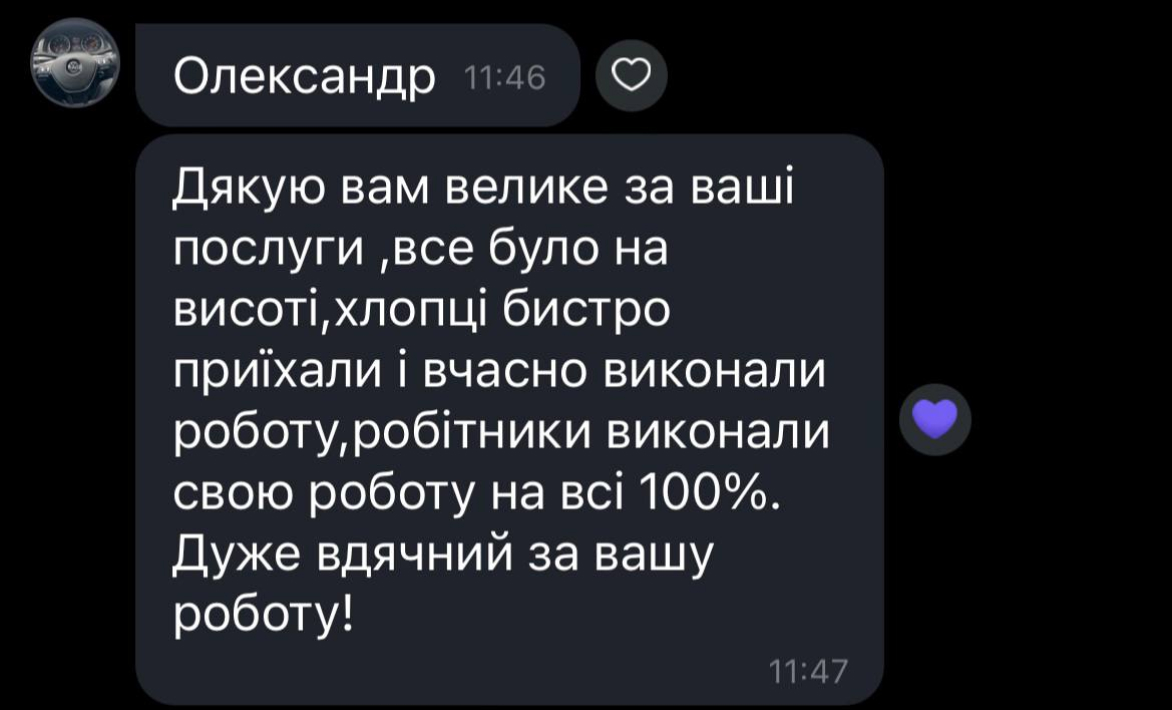 Олександр 11:46
Дякую вам велике за ваші
послуги ,все було на
висоті,хлопці бистро
приїхали і вчасно виконали
роботу,робітники виконали
свою роботу на всі 100%.
Дуже вдячний за вашу
роботу!
11:47